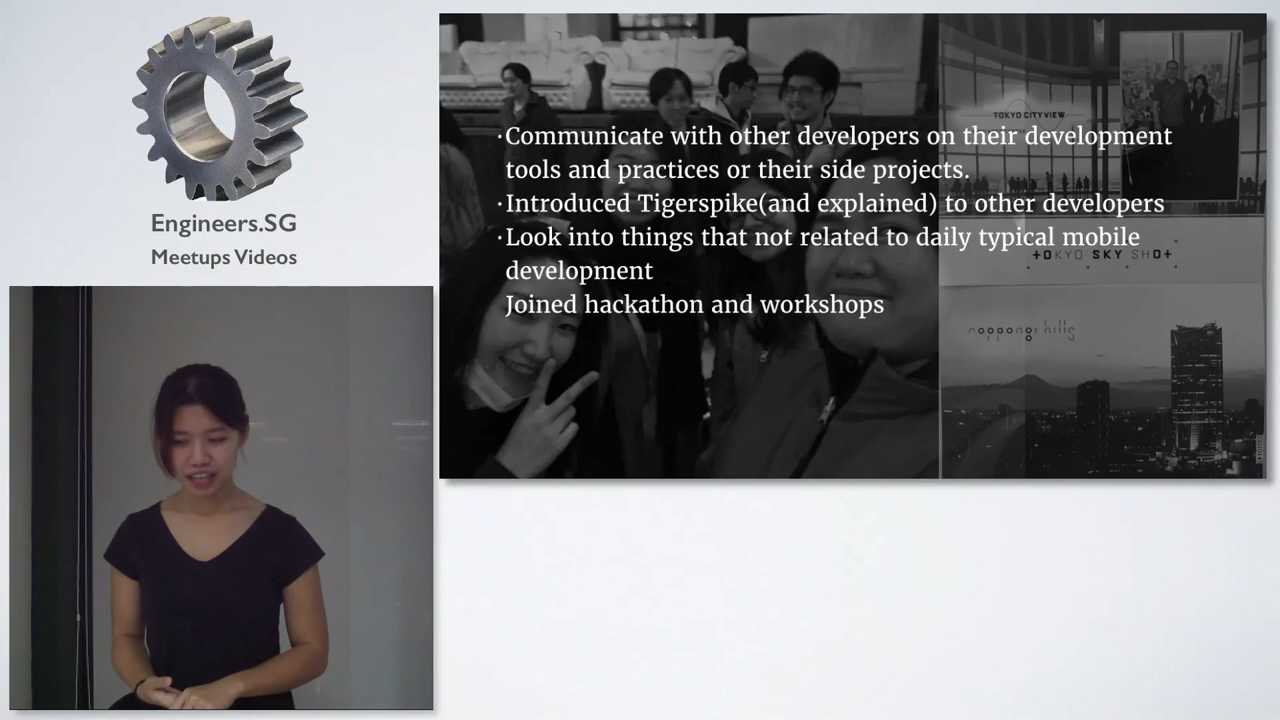 Engineers.SG
Meetups Videos
·Communicate with other developers on their development
tools and practices or their side projects.
·Introduced Tigerspike(and explained) to other developers
·Look into things that not related to daily typical mobile
development
Joined hackathon and workshops
TOKYO CITY VIEW
TOKYO SKY SHOT
roppongi hills